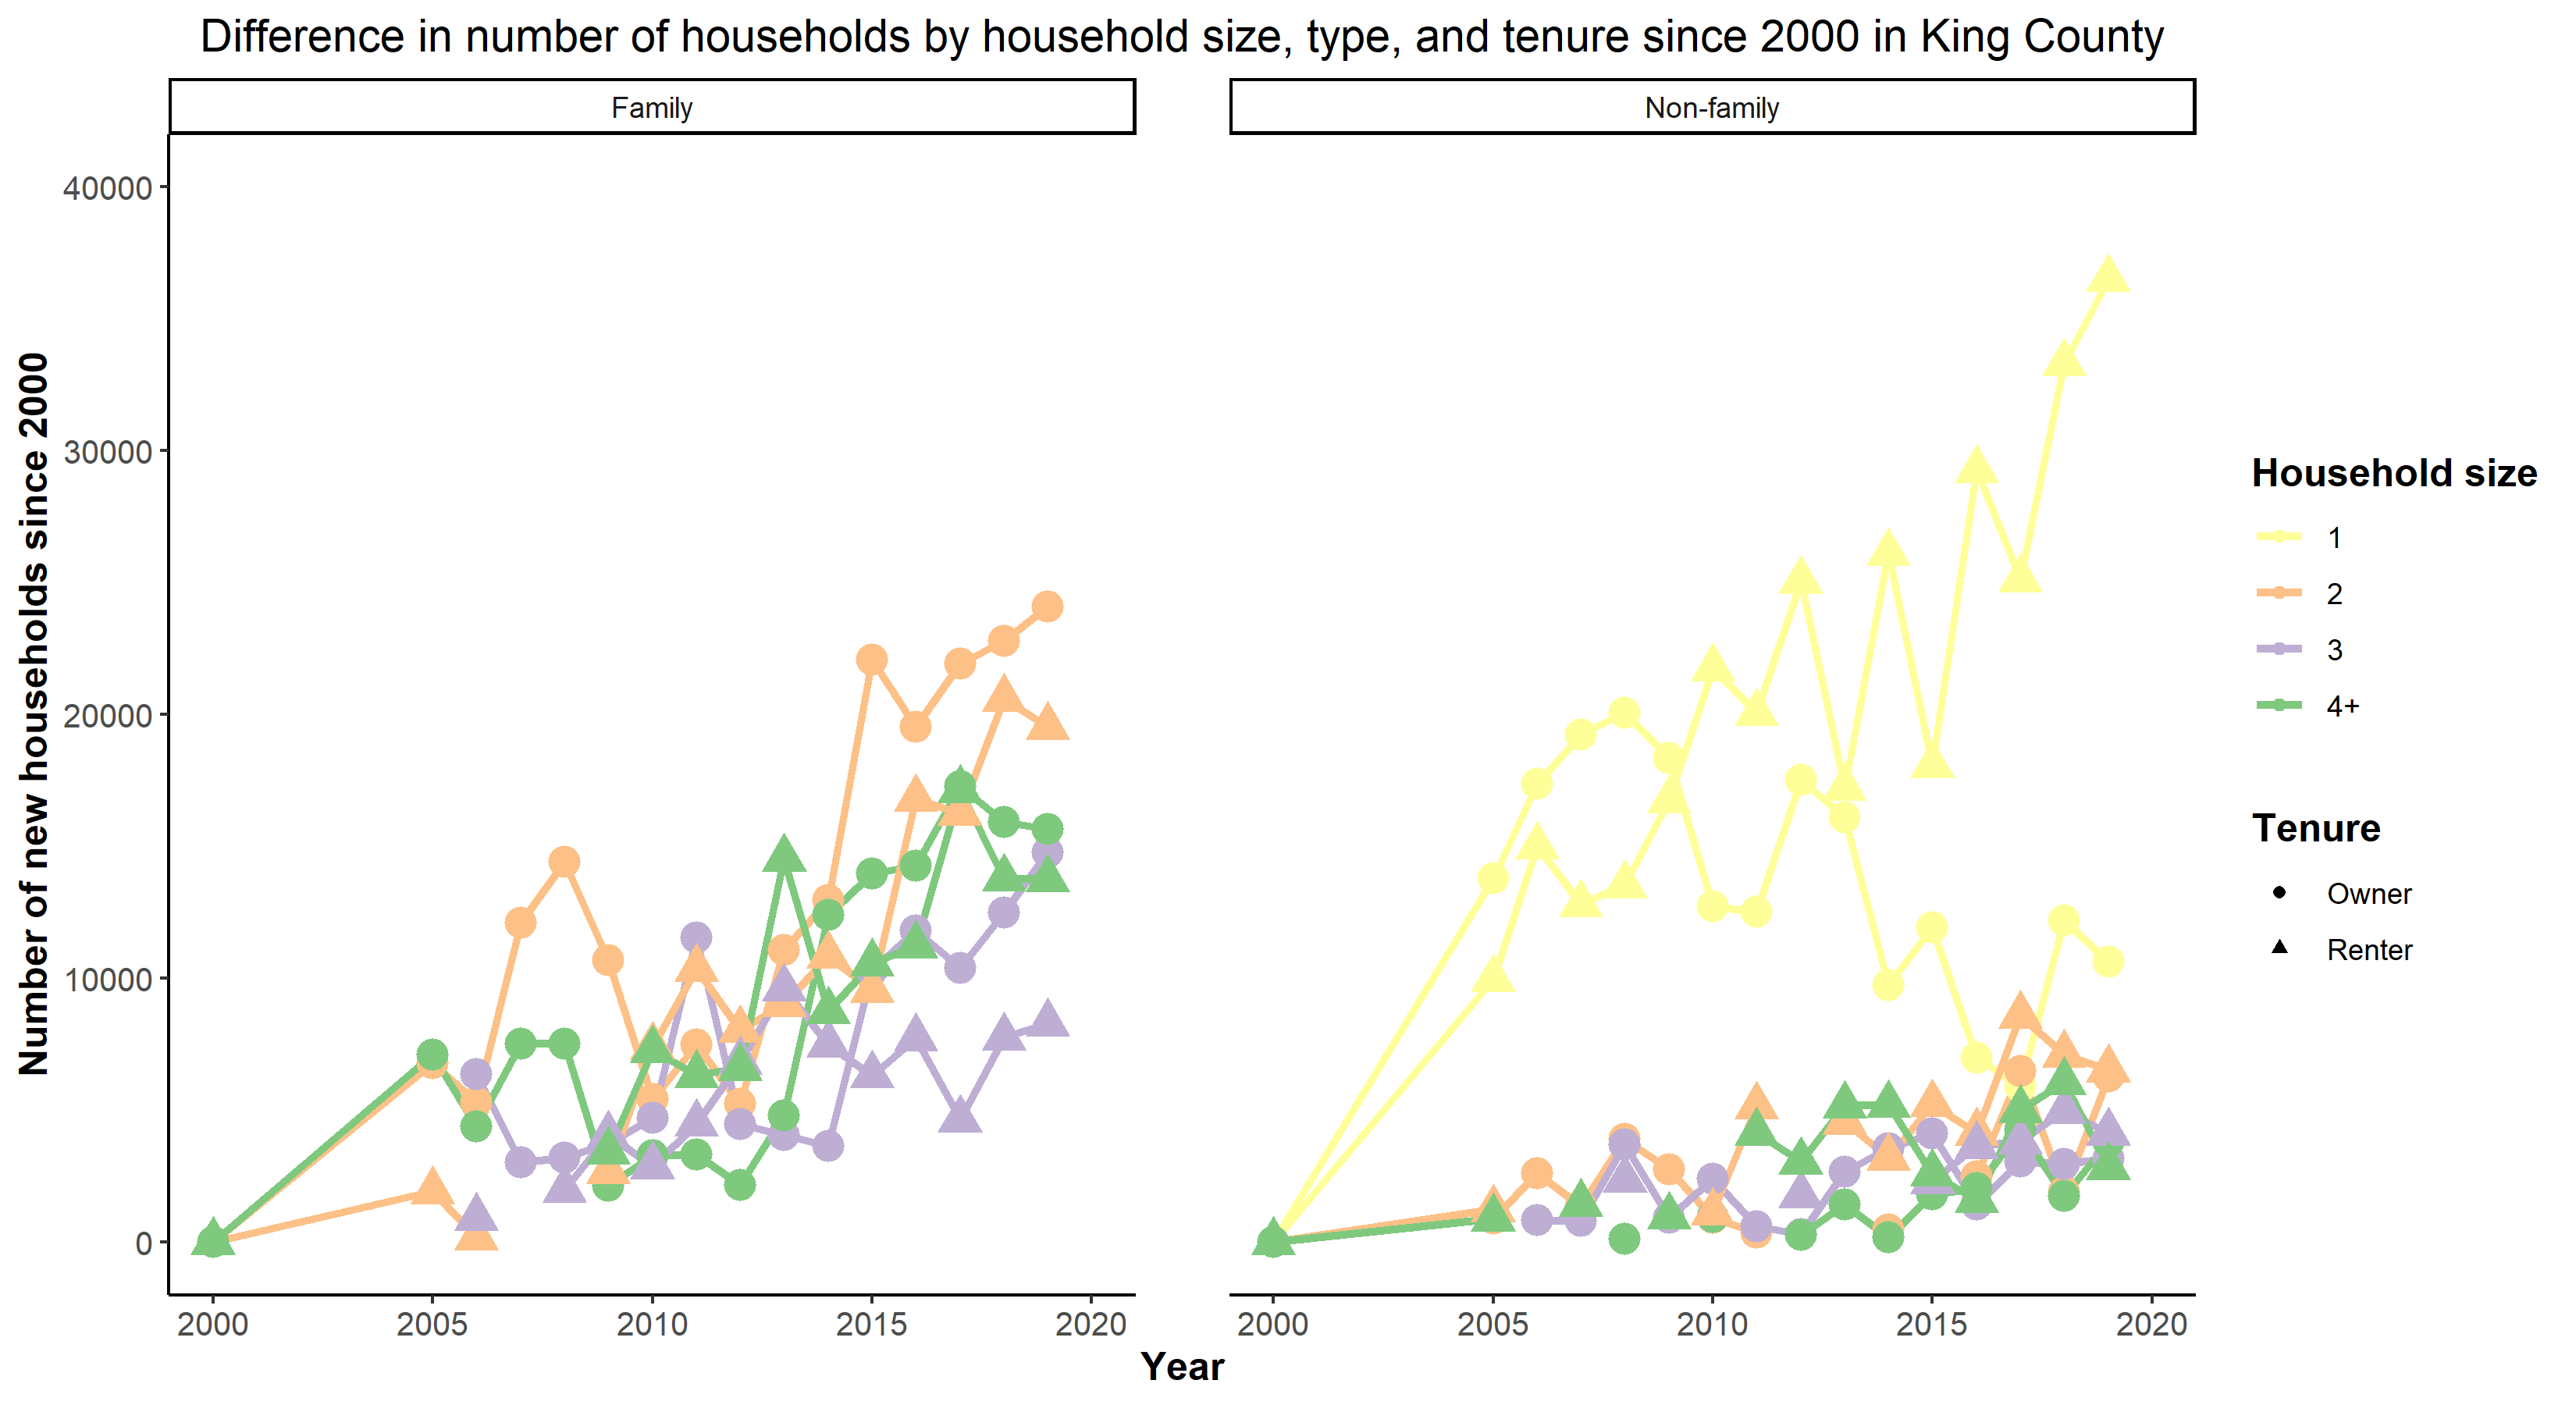 Difference in number of households by household size, type, and tenure since 2000 in King County
Family
Non-family
Number of new households since 2000
40000
30000
20000
10000
0
2000 2005 2010 2015 2020
2000 2005 2010 2015 2020
Year
Household size
1
2
3
4+
Tenure
Owner
Renter